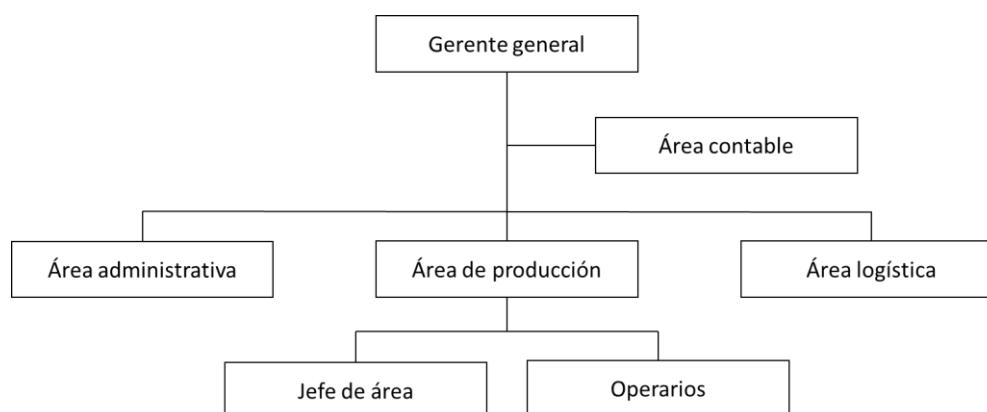 Gerente general
Área contable
Área administrativa
Área de producción
Área logística
Jefe de área
Operarios